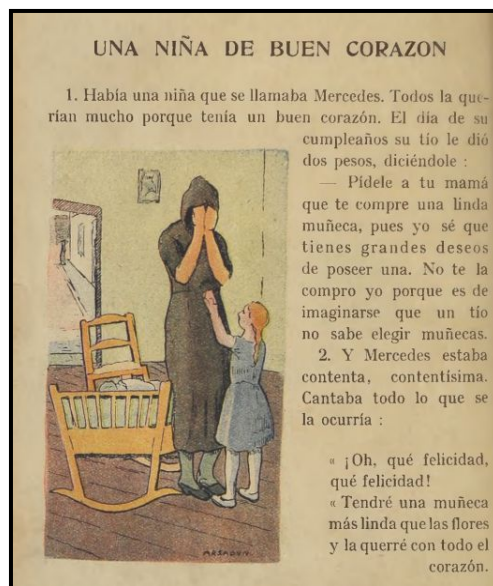 UNA NIÑA DE BUEN CORAZON
1. Había una niña que se llamaba Mercedes. Todos la que-
rían mucho porque tenía un buen corazón. El día de su
cumpleaños su tío le dió
dos pesos, diciéndole :
— Pídele a tu mamá
que te compre una linda
muñeca, pues yo sé que
tienes grandes deseos
de poseer una. No te la
compro yo porque es de
imaginarse que un tío
no sabe elegir muñecas.
2. Y Mercedes estaba
contenta, contentísima.
Cantaba todo lo que se
la ocurría :
« ¡Oh, qué felicidad,
qué felicidad!
« Tendré una muñeca
más linda que las flores
y la querré con todo el
corazón.